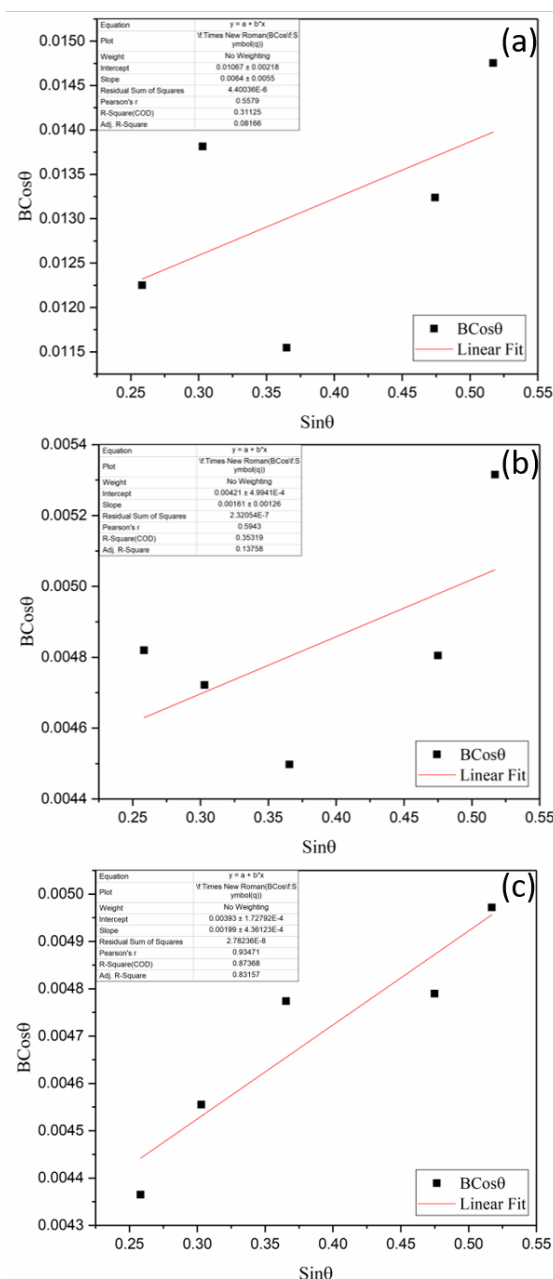 (a)
Equation y = a + b*x
Plot \f:Times New Roman(BCos\f:S
ymbol(q))
Weight No Weighting
Intercept 0.01067 ± 0.00218
Slope 0.0064 ± 0.0055
Residual Sum of Squares 4.40036E-6
Pearson's r 0.5579
R-Square(COD) 0.31125
Adj. R-Square 0.08166
0.0150
0.0145
0.0140
0.0135
0.0130
0.0125
0.0120
0.0115
BCosθ
BCosθ
Linear Fit
0.25 0.30 0.35 0.40 0.45 0.50 0.55
Sinθ
(b)
Equation y = a + b*x
Plot \f:Times New Roman(BCos\f:S
ymbol(q))
Weight No Weighting
Intercept 0.00421 ± 4.9941E-4
Slope 0.00161 ± 0.00126
Residual Sum of Squares 2.32054E-7
Pearson's r 0.5943
R-Square(COD) 0.35319
Adj. R-Square 0.13758
0.0054
0.0052
0.0050
0.0048
0.0046
0.0044
BCosθ
BCosθ
Linear Fit
0.25 0.30 0.35 0.40 0.45 0.50 0.55
Sinθ
(c)
Equation y = a + b*x
Plot \f:Times New Roman(BCos\f:S
ymbol(q))
Weight No Weighting
Intercept 0.00393 ± 1.72792E-4
Slope 0.00199 ± 4.36123E-4
Residual Sum of Squares 2.78236E-8
Pearson's r 0.93471
R-Square(COD) 0.87368
Adj. R-Square 0.83157
0.0050
0.0049
0.0048
0.0047
0.0046
0.0045
0.0044
0.0043
BCosθ
BCosθ
Linear Fit
0.25 0.30 0.35 0.40 0.45 0.50 0.55
Sinθ